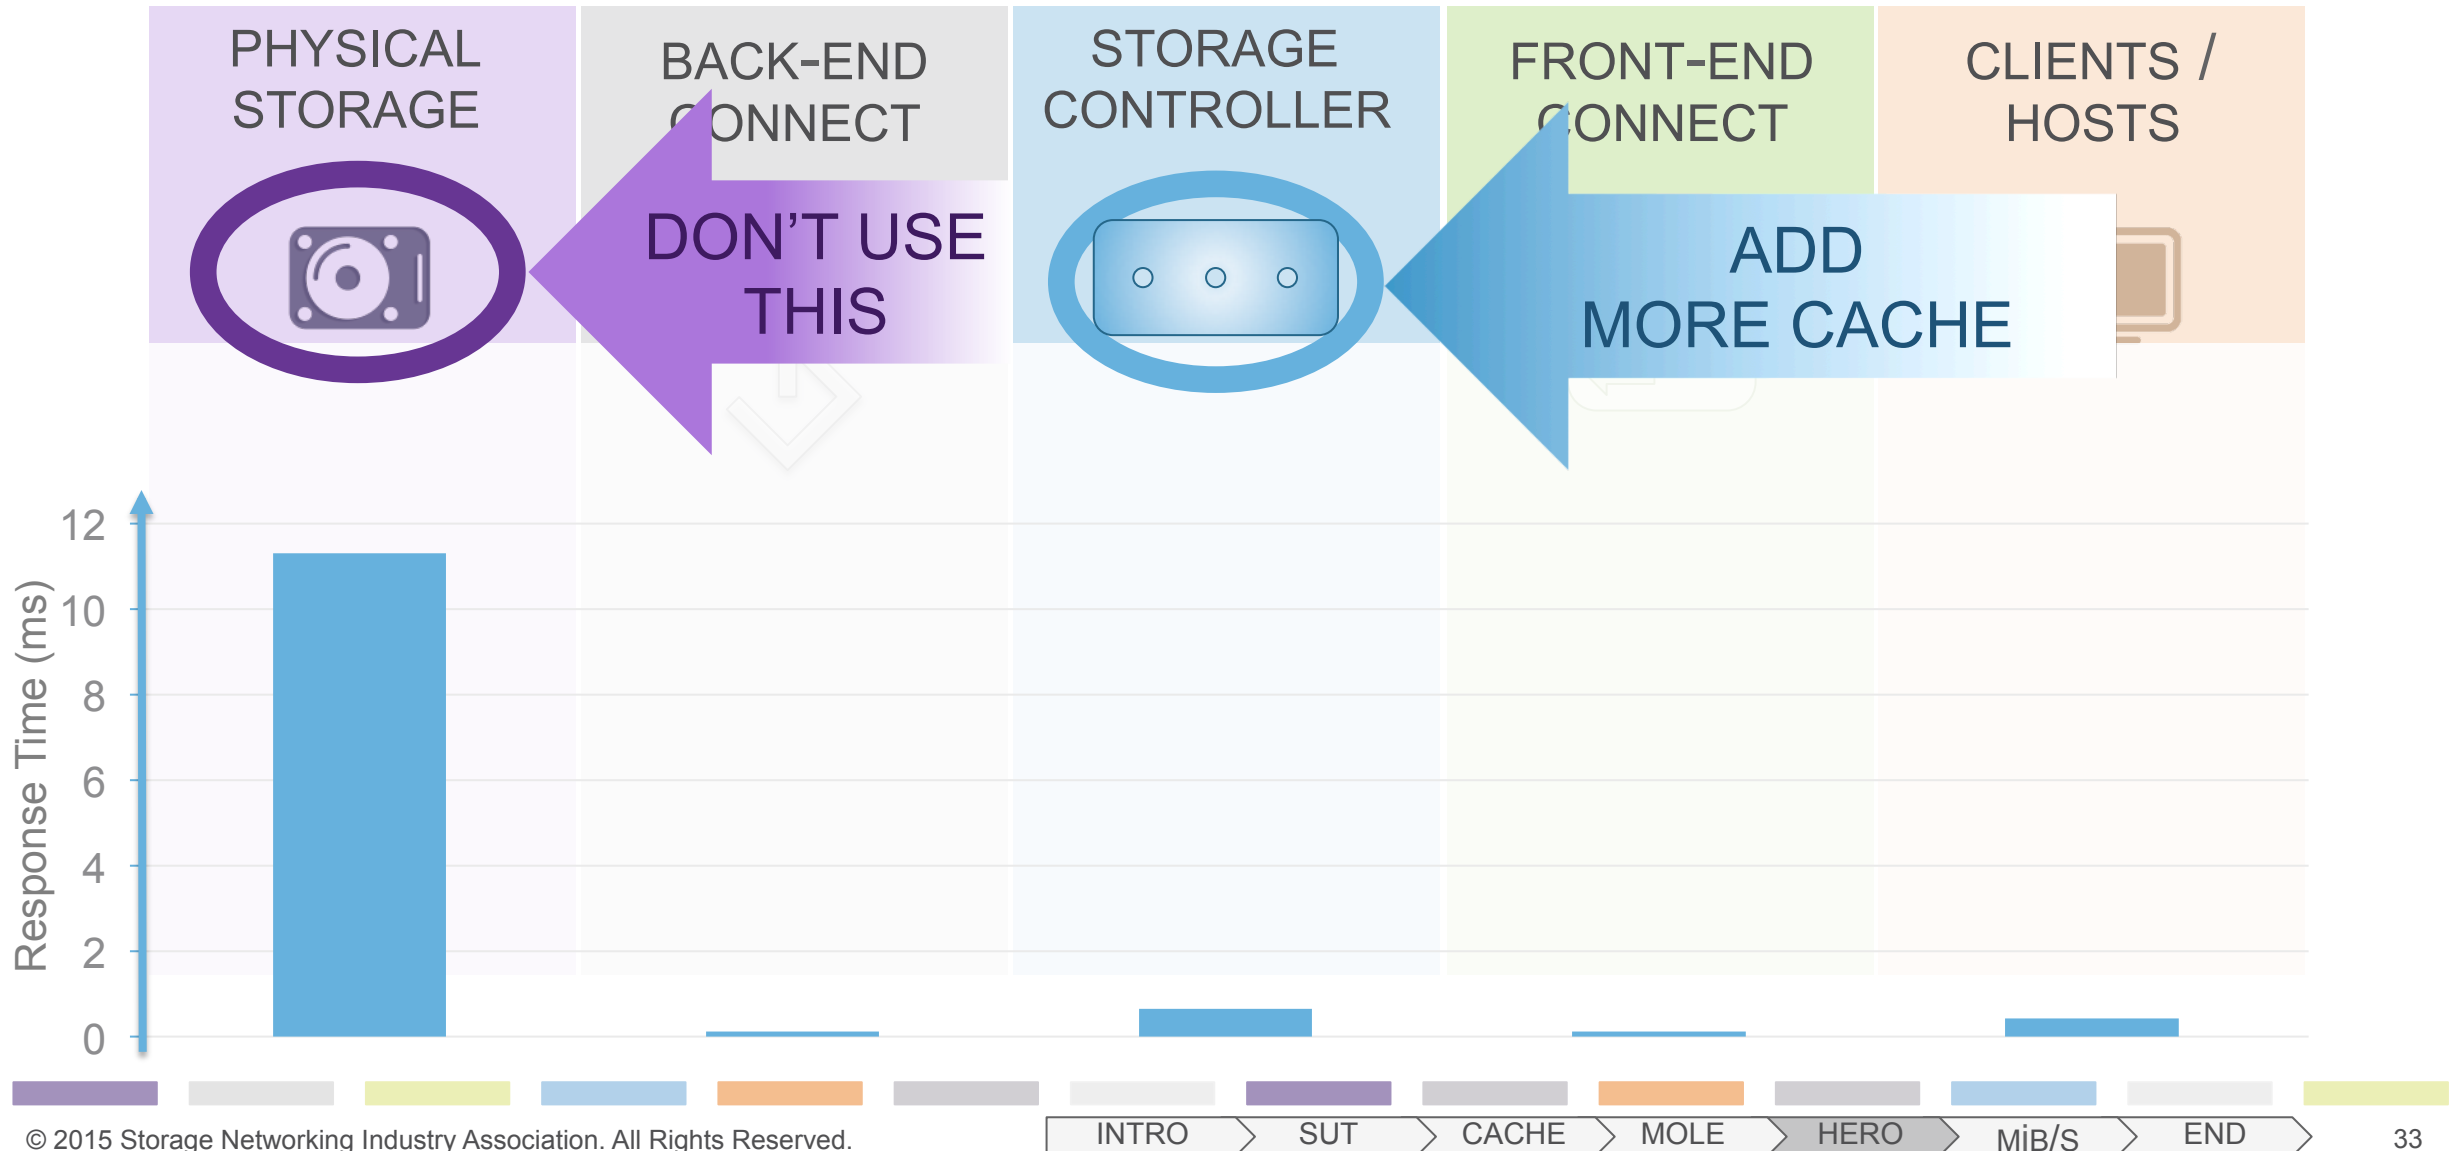 PHYSICAL
STORAGE
BACK-END
CONNECT
STORAGE
CONTROLLER
FRONT-END
CONNECT
CLIENTS /
HOSTS
DON'T USE
THIS
ADD
MORE CACHE
Response Time (ms)
12
10
8
6
4
2
0
© 2015 Storage Networking Industry Association. All Rights Reserved.
INTRO
SUT
CACHE
MOLE
HERO
MiB/S
END
33